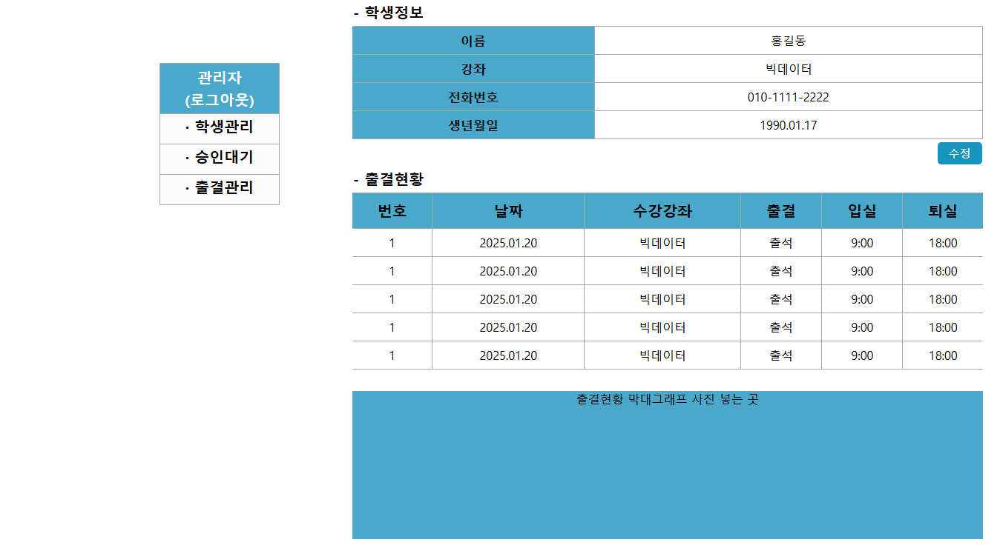 관리자
(로그아웃)
· 학생관리
· 승인대기
· 출결관리
- 학생정보
이름 홍길동
강좌 빅데이터
전화번호 010-1111-2222
생년월일 1990.01.17
수정
- 출결현황
번호 날짜 수강강좌 출결 입실 퇴실
1 2025.01.20 빅데이터 출석 9:00 18:00
1 2025.01.20 빅데이터 출석 9:00 18:00
1 2025.01.20 빅데이터 출석 9:00 18:00
1 2025.01.20 빅데이터 출석 9:00 18:00
1 2025.01.20 빅데이터 출석 9:00 18:00
출결현황 막대그래프 사진 넣는 곳